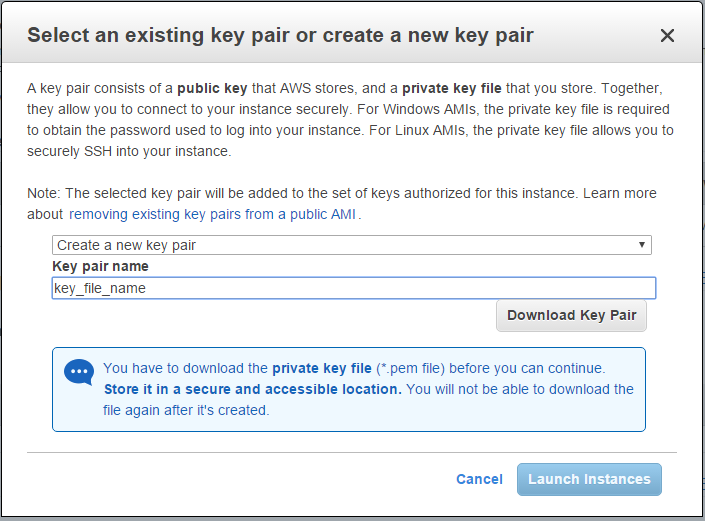 Select an existing key pair or create a new key pair
A key pair consists of a public key that AWS stores, and a private key file that you store. Together,
they allow you to connect to your instance securely. For Windows AMIs, the private key file is required
to obtain the password used to log into your instance. For Linux AMIs, the private key file allows you to
securely SSH into your instance.
Note: The selected key pair will be added to the set of keys authorized for this instance. Learn more
about removing existing key pairs from a public AMI.
Create a new key pair
Key pair name
key_file_name
Download Key Pair
You have to download the private key file (*.pem file) before you can continue.
Store it in a secure and accessible location. You will not be able to download the
file again after it's created.
Cancel Launch Instances